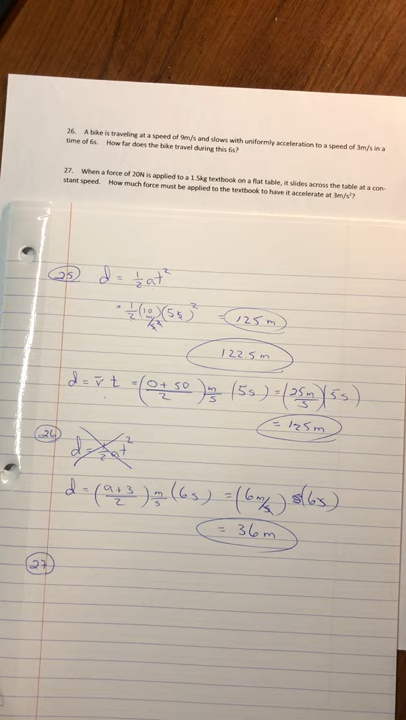 26. A bike is traveling at a speed of 9m/s and slows with uniformly acceleration to a speed of 3m/s in a
time of 6s. How far does the bike travel during this 6s?
27. When a force of 20N is applied to a 1.5kg textbook on a flat table, it slides across the table at a con-
stant speed. How much force must be applied to the textbook to have it accelerate at 3m/s²?
25 d = ½at²
= ½(10 m/s²)(5s)² = 125m
122.5m
d = v̄ t = (0+50/2) m/s (5s) = (25m/s)(5s)
= 125m
26 d = ½at²
d = (9+3/2) m/s (6s) = (6m/s)(6s)
= 36m
27